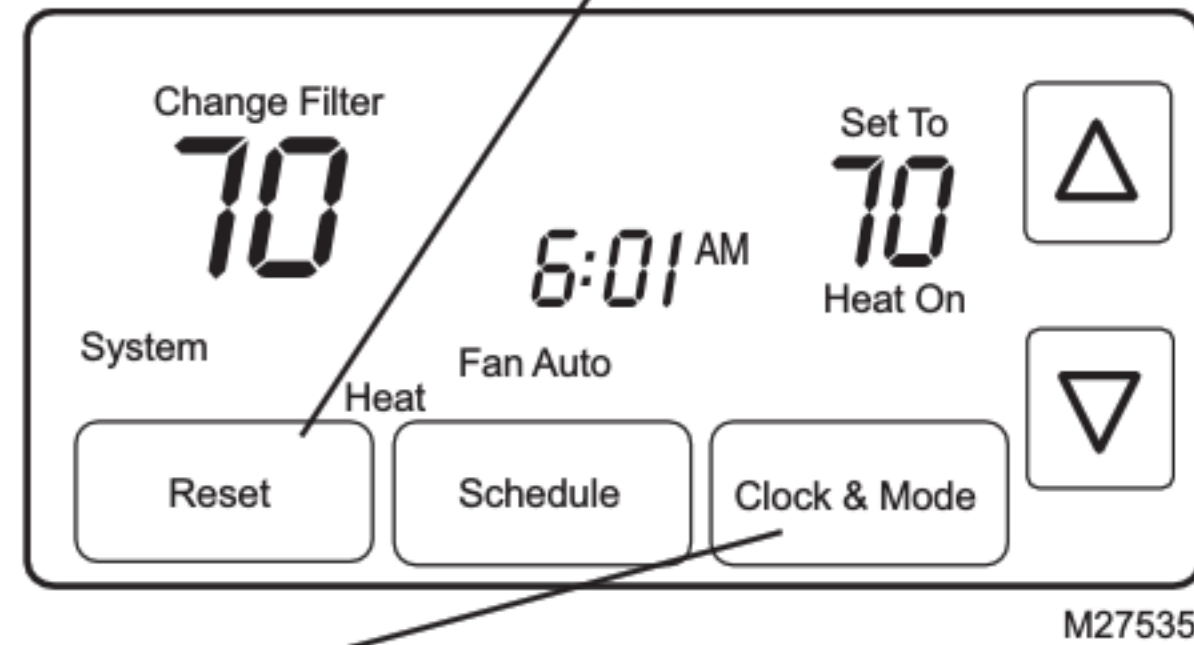 Change Filter
70
Set To
70
6:01 AM
Heat On
System
Fan Auto
Heat
Reset
Schedule
Clock & Mode
M27535